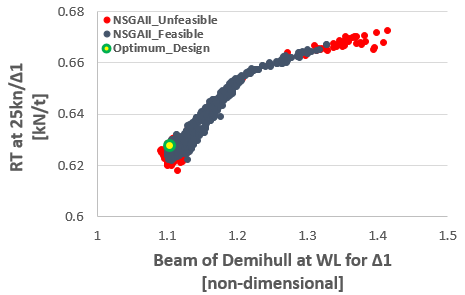 0.68
NSGAII_Unfeasible
NSGAII_Feasible
Optimum_Design
0.66
0.64
0.62
0.6
RT at 25kn/Δ1
[kN/t]
1 1.1 1.2 1.3 1.4 1.5
Beam of Demihull at WL for Δ1
[non-dimensional]